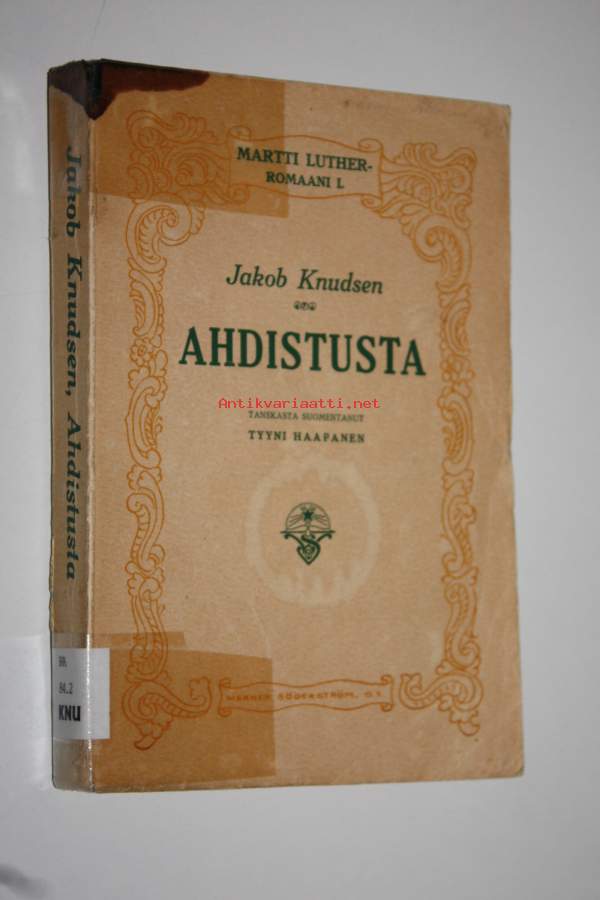 MARTTI LUTHER-
ROMAANI I.
Jakob Knudsen
AHDISTUSTA
Antikvariaatti.net
TANSKASTA SUOMENTANUT
TYYNI HAAPANEN
WERNER SÖDERSTRÖM, O.Y.
Jakob Knudsen, Ahdistusta
84.2
KNU